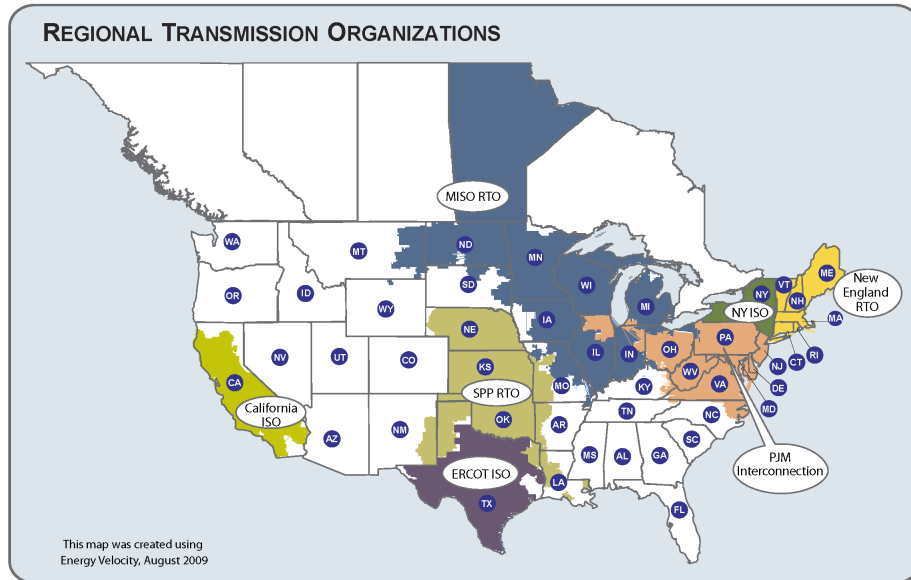 REGIONAL TRANSMISSION ORGANIZATIONS
MISO RTO
WA
MT
ND
MN
ME
VT
NY
NH
New
England
RTO
OR
ID
WY
SD
WI
MI
NY ISO
MA
NE
IA
PA
RI
CT
NJ
NV
UT
CO
KS
IL
IN
OH
WV
VA
DE
MD
CA
MO
KY
California
ISO
SPP RTO
AZ
NM
OK
AR
TN
NC
SC
MS
AL
GA
PJM
Interconnection
ERCOT ISO
LA
TX
FL
This map was created using
Energy Velocity, August 2009